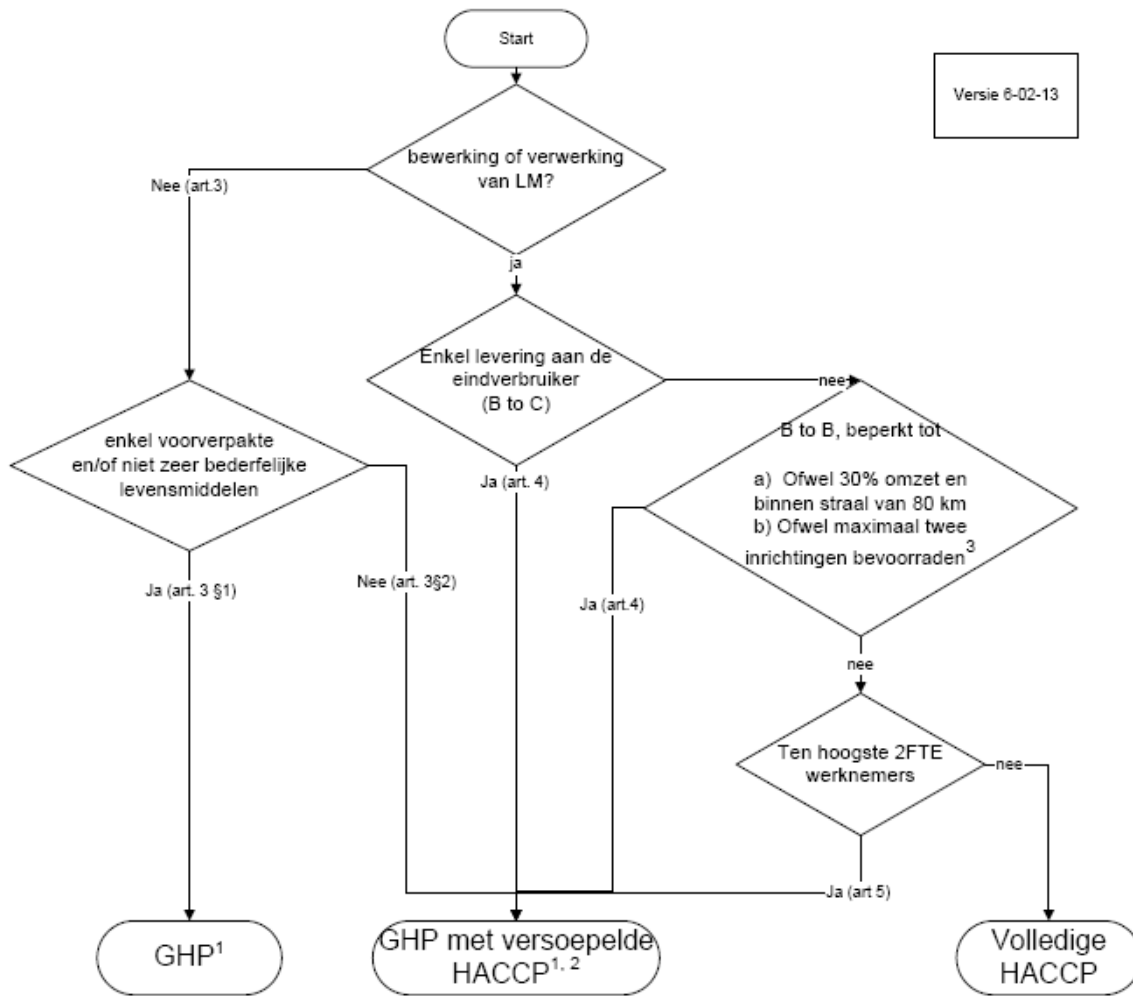 Start
Versie 6-02-13
bewerking of verwerking
van LM?
Nee (art.3)
ja
Enkel levering aan de
eindverbruiker
(B to C)
nee
enkel voorverpakte
en/of niet zeer bederfelijke
levensmiddelen
B to B, beperkt tot
a) Ofwel 30% omzet en
binnen straal van 80 km
b) Ofwel maximaal twee
inrichtingen bevoorraden³
Ja (art. 4)
Ja (art. 3 §1)
Nee (art. 3§2)
Ja (art.4)
nee
Ten hoogste 2FTE
werknemers
nee
Ja (art 5)
GHP¹
GHP met versoepelde
HACCP¹, ²
Volledige
HACCP